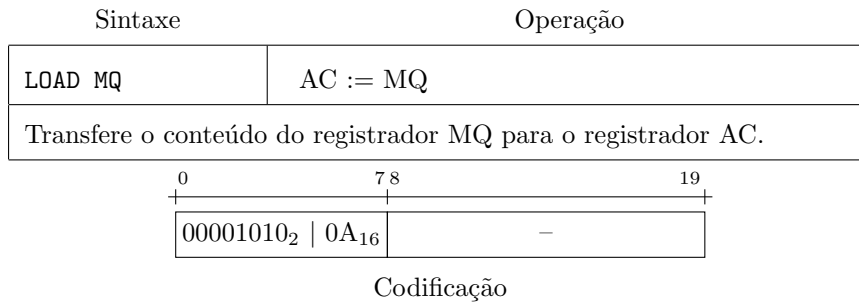 Sintaxe Operação
LOAD MQ AC := MQ
Transfere o conteúdo do registrador MQ para o registrador AC.
0 7 8 19
00001010₂ | 0A₁₆ –
Codificação